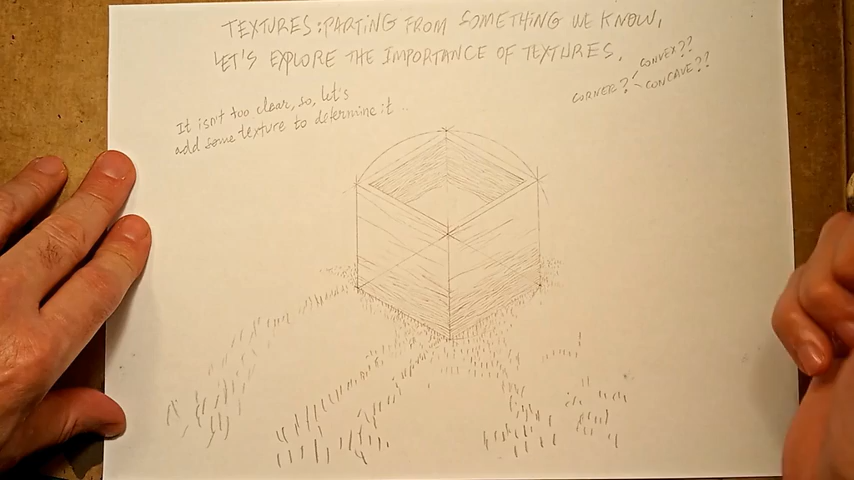 TEXTURES: PARTING FROM SOMETHING WE KNOW,
LET'S EXPLORE THE IMPORTANCE OF TEXTURES.
CORNER? CONVEX??
CONCAVE??
It isn't too clear, so, let's
add some texture to determine it ..